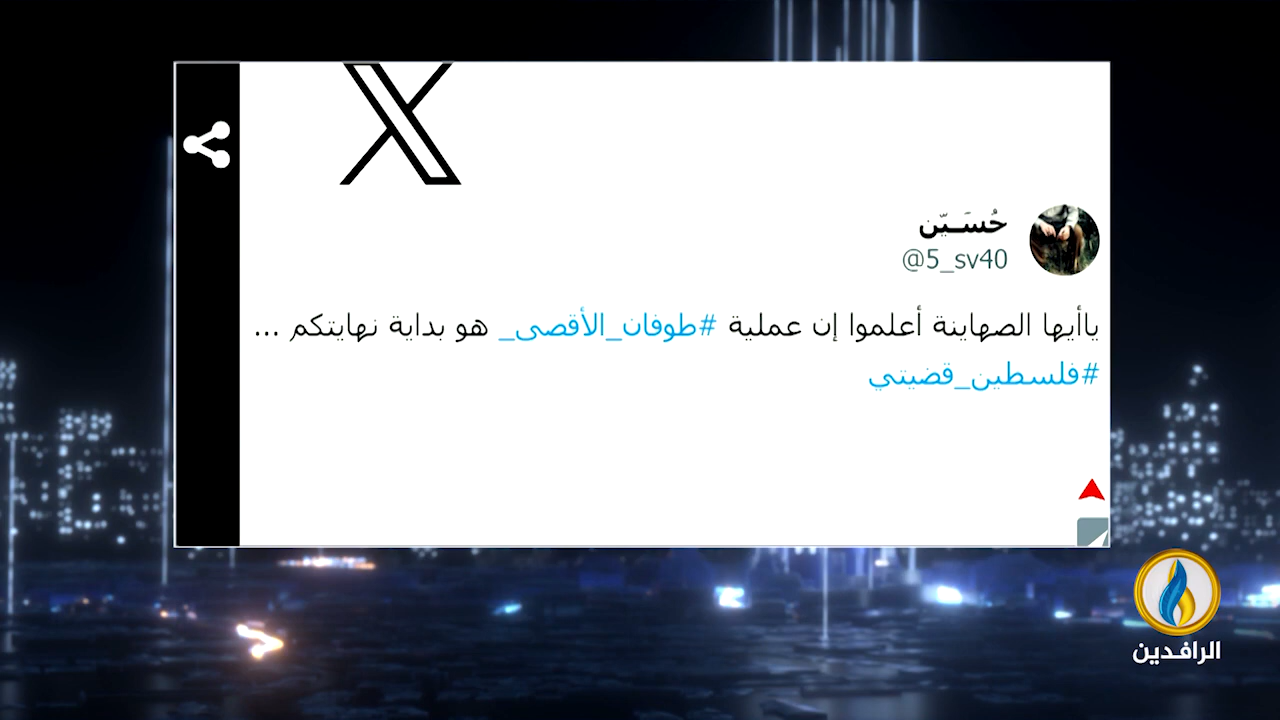 حُسَـيّن
@5_sv40
ياأيها الصهاينة أعلموا إن عملية #طوفان_الأقصى_ هو بداية نهايتكم ...
#فلسطين_قضيتي
الرافدين